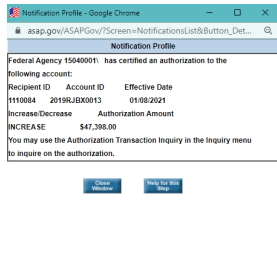 Notification Profile - Google Chrome
asap.gov/ASAPGov/?Screen=NotificationsList&Button_Det...
Notification Profile
Federal Agency 15040001\ has certified an authorization to the
following account:
Recipient ID Account ID Effective Date
1110084 2019RJBX0013 01/08/2021
Increase/Decrease Authorization Amount
INCREASE $47,398.00
You may use the Authorization Transaction Inquiry in the Inquiry menu
to inquire on the authorization.
Close Window
Help for this Step